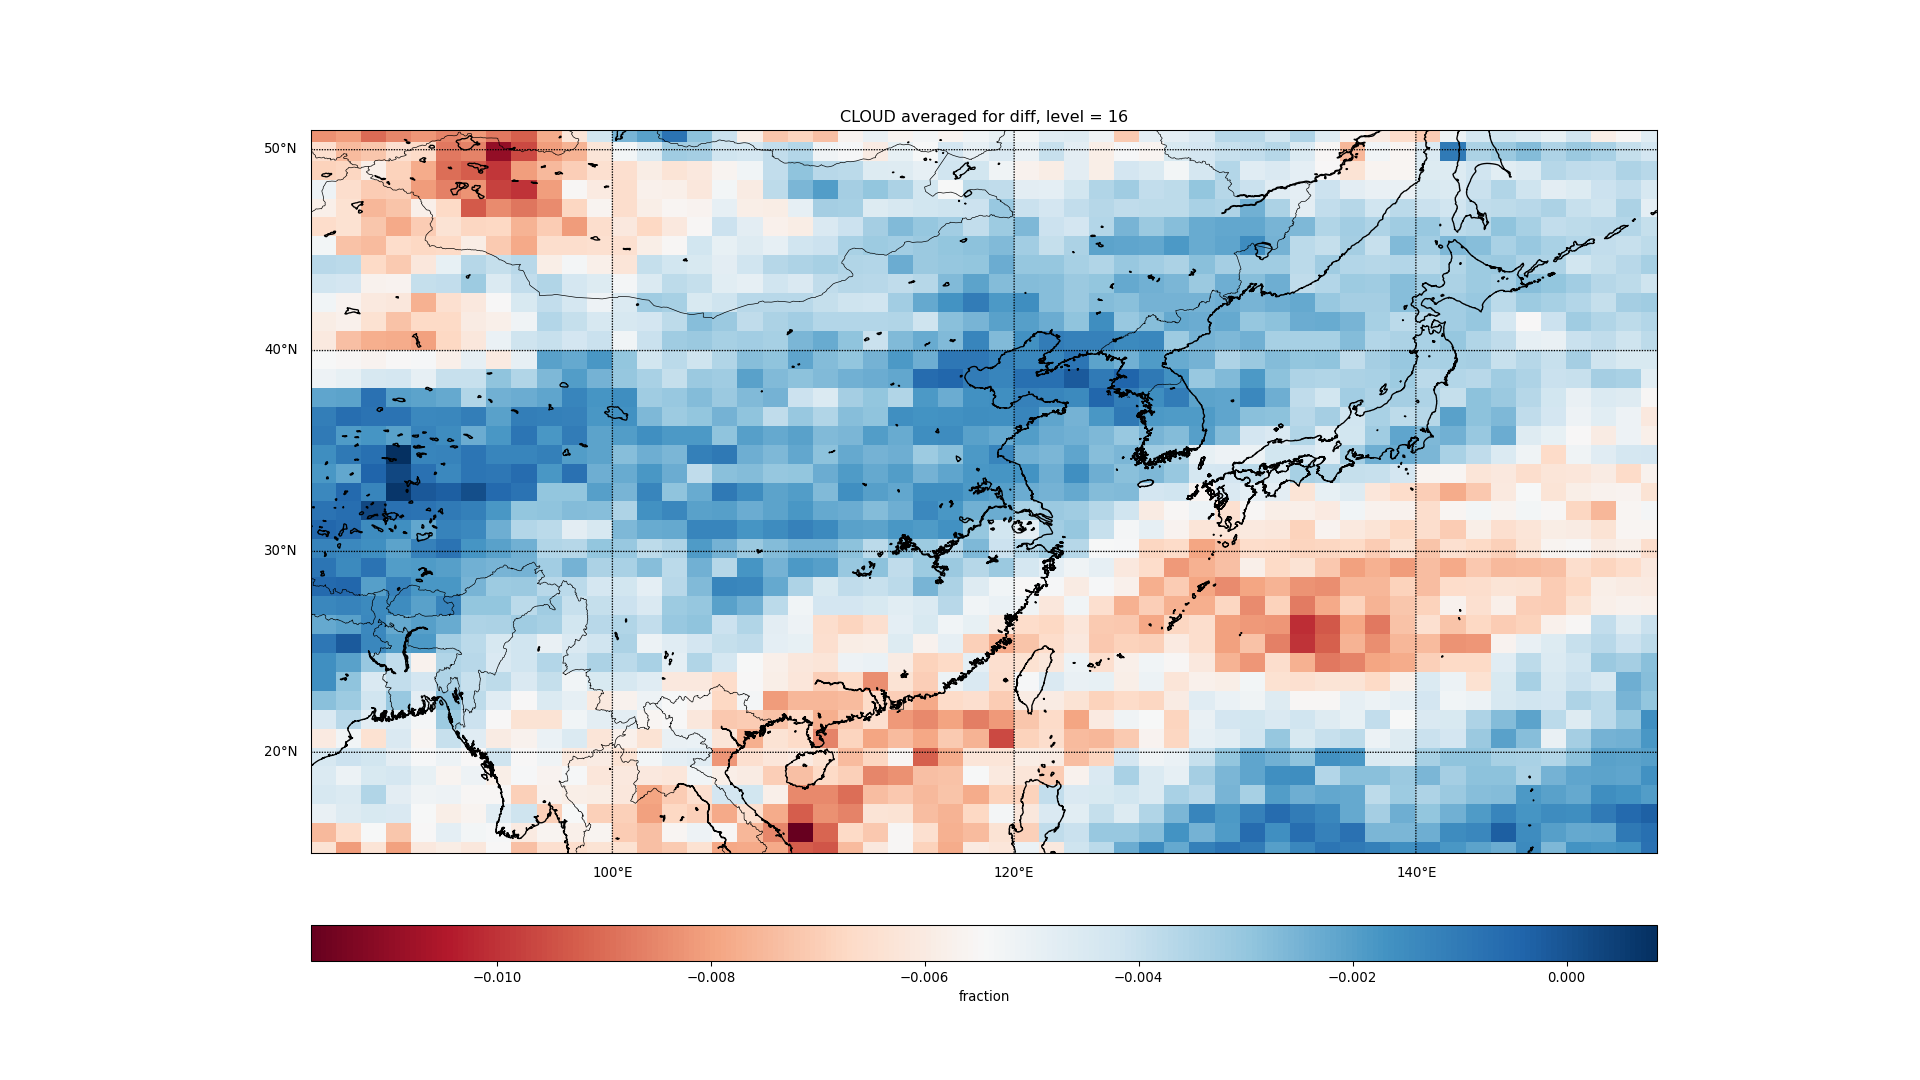 CLOUD averaged for diff, level = 16
50°N
40°N
30°N
20°N
100°E 120°E 140°E
−0.010 −0.008 −0.006 −0.004 −0.002 0.000
fraction